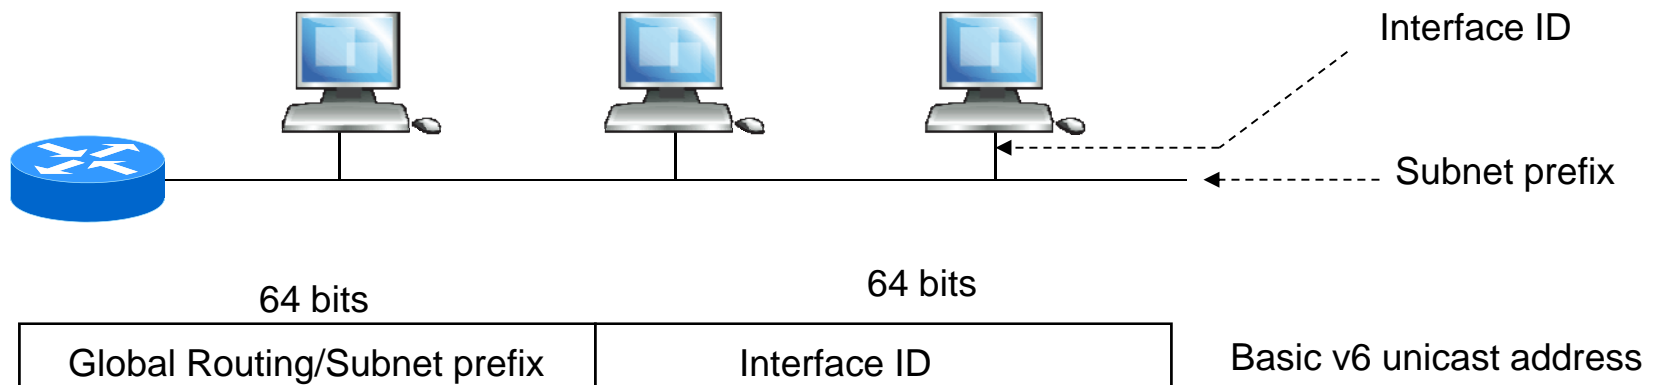 Interface ID
Subnet prefix
64 bits
64 bits
Global Routing/Subnet prefix
Interface ID
Basic v6 unicast address